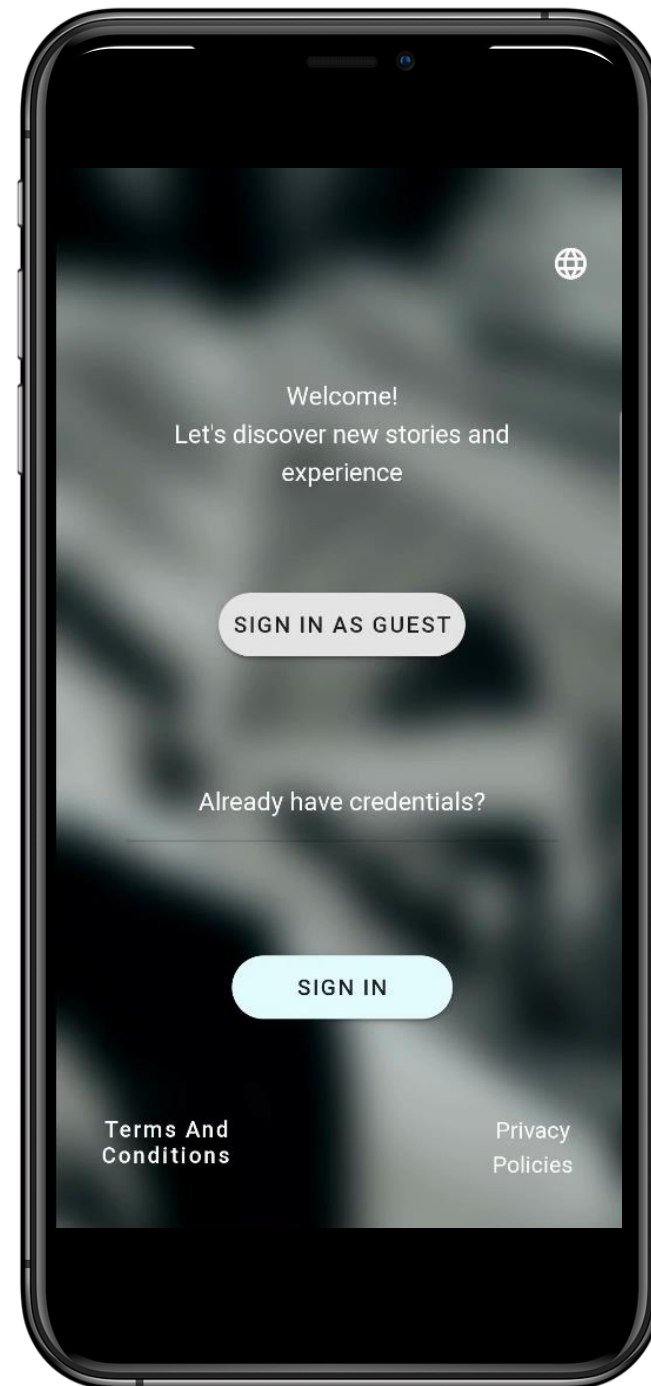 Welcome!
Let's discover new stories and
experience
SIGN IN AS GUEST
Already have credentials?
SIGN IN
Terms And
Conditions
Privacy
Policies